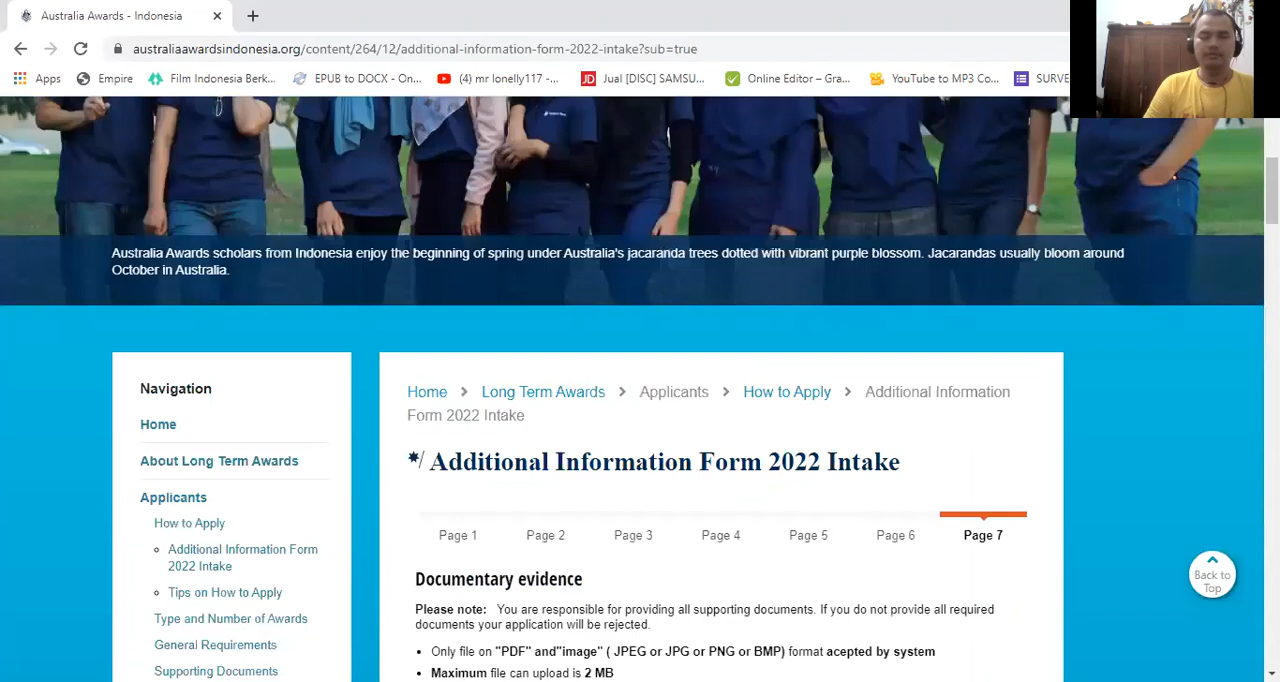 Australia Awards - Indonesia
australiaawardsindonesia.org/content/264/12/additional-information-form-2022-intake?sub=true
Apps Empire Film Indonesia Berk... EPUB to DOCX - On... (4) mr lonelly117 -... JD Jual [DISC] SAMSU... Online Editor – Gra... YouTube to MP3 Co... SURVE
Australia Awards scholars from Indonesia enjoy the beginning of spring under Australia's jacaranda trees dotted with vibrant purple blossom. Jacarandas usually bloom around
October in Australia.
Navigation
Home
About Long Term Awards
Applicants
How to Apply
Additional Information Form
2022 Intake
Tips on How to Apply
Type and Number of Awards
General Requirements
Supporting Documents
Home > Long Term Awards > Applicants > How to Apply > Additional Information
Form 2022 Intake
*/ Additional Information Form 2022 Intake
Page 1 Page 2 Page 3 Page 4 Page 5 Page 6 Page 7
Documentary evidence
Please note: You are responsible for providing all supporting documents. If you do not provide all required
documents your application will be rejected.
• Only file on "PDF" and"image" ( JPEG or JPG or PNG or BMP) format acepted by system
• Maximum file can upload is 2 MB
Back to
Top